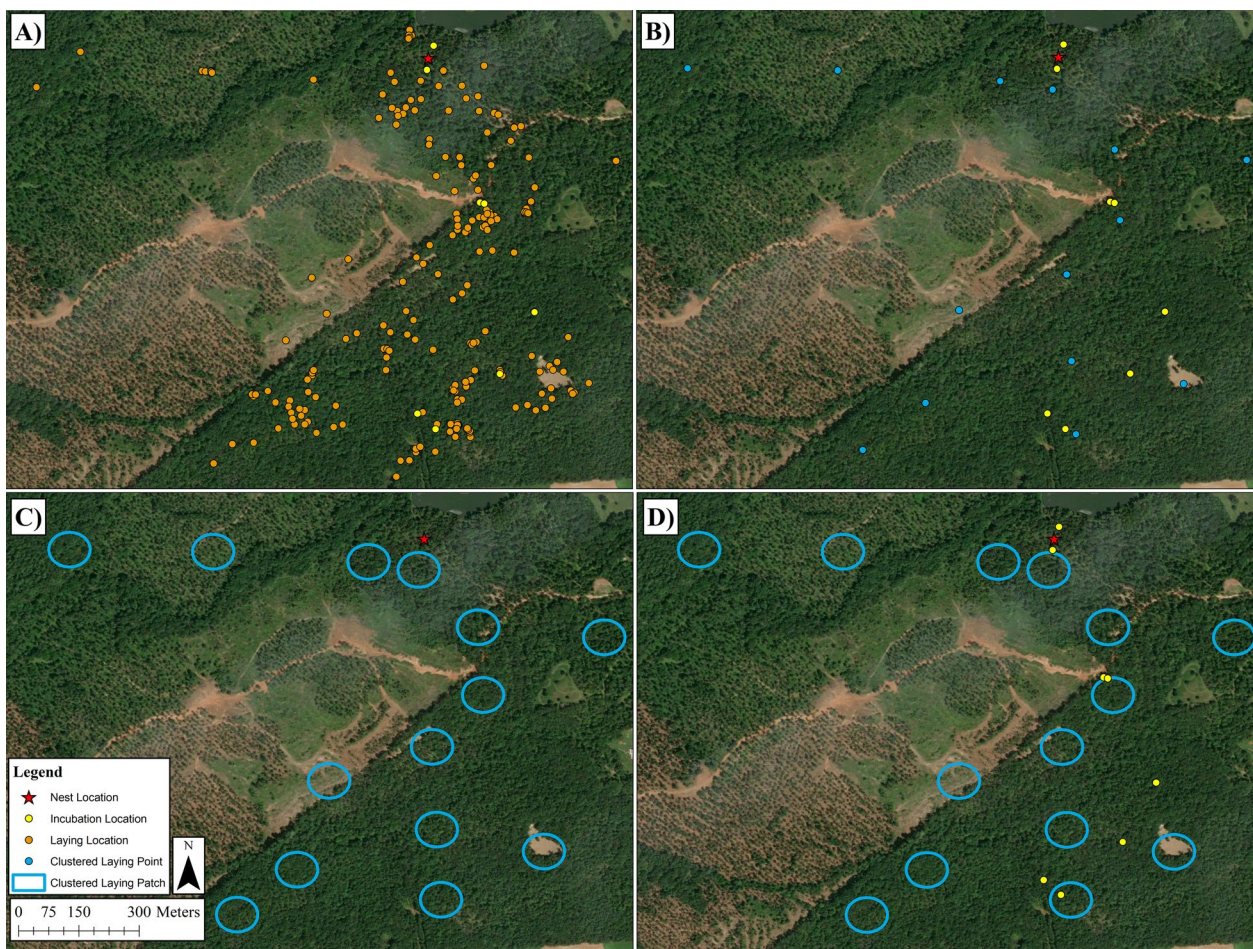 A)
B)
C)
D)
Legend
Nest Location
Incubation Location
Laying Location
Clustered Laying Point
Clustered Laying Patch
N
0 75 150 300 Meters